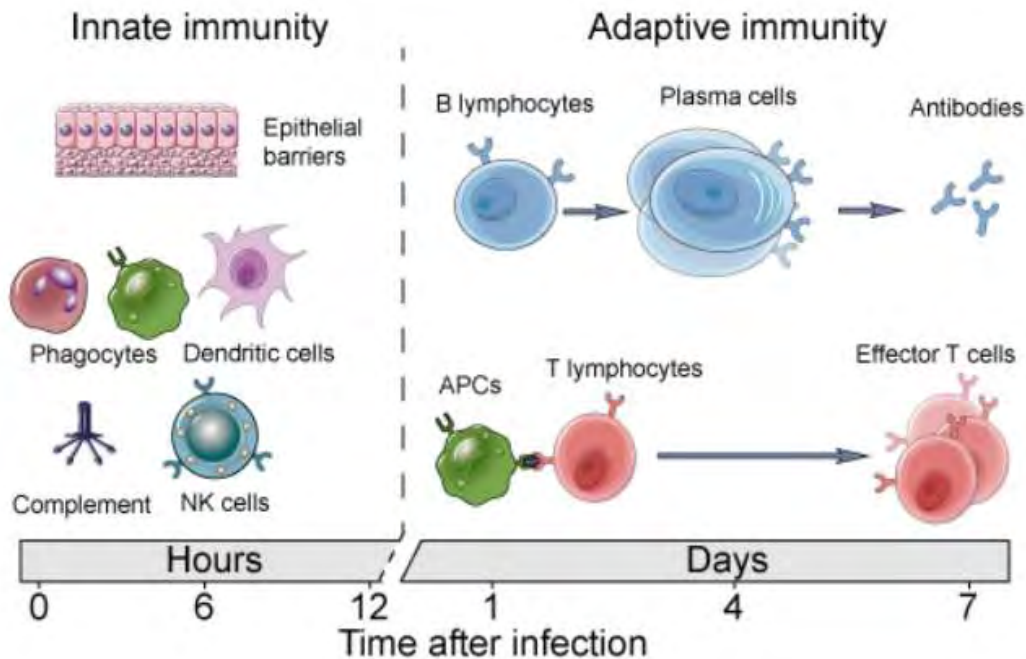 Innate immunity
Adaptive immunity
Epithelial
barriers
B lymphocytes
Plasma cells
Antibodies
Phagocytes
Dendritic cells
Complement
NK cells
APCs
T lymphocytes
Effector T cells
Hours
Days
0
6
12
1
4
7
Time after infection